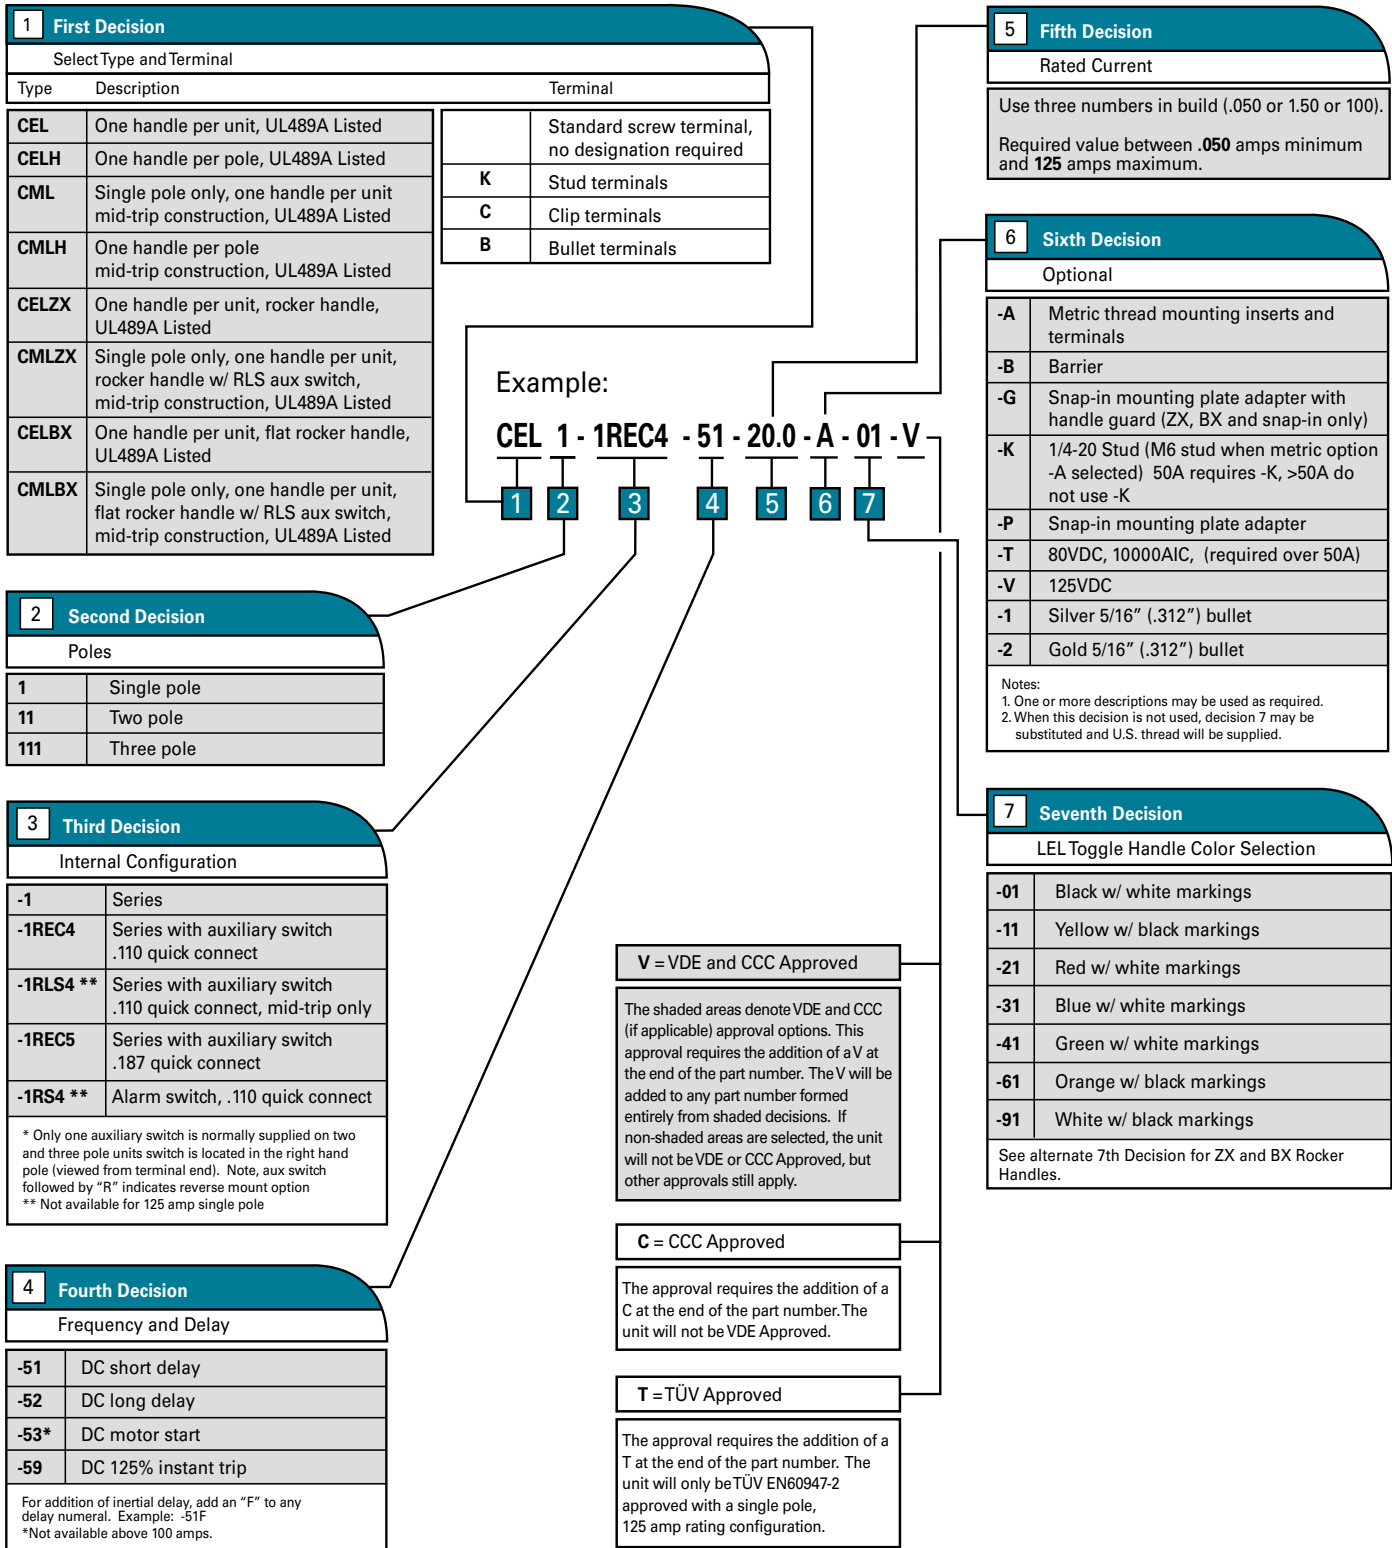 1 First Decision
Select Type and Terminal
Type Description Terminal
CEL One handle per unit, UL489A Listed
CELH One handle per pole, UL489A Listed
CML Single pole only, one handle per unit
mid-trip construction, UL489A Listed
CMLH One handle per pole
mid-trip construction, UL489A Listed
CELZX One handle per unit, rocker handle,
UL489A Listed
CMLZX Single pole only, one handle per unit,
rocker handle w/ RLS aux switch,
mid-trip construction, UL489A Listed
CELBX One handle per unit, flat rocker handle,
UL489A Listed
CMLBX Single pole only, one handle per unit,
flat rocker handle w/ RLS aux switch,
mid-trip construction, UL489A Listed
Standard screw terminal,
no designation required
K Stud terminals
C Clip terminals
B Bullet terminals
Example:
CEL 1 - 1REC4 - 51 - 20.0 - A - 01 - V
1 2 3 4 5 6 7
2 Second Decision
Poles
1 Single pole
11 Two pole
111 Three pole
3 Third Decision
Internal Configuration
-1 Series
-1REC4 Series with auxiliary switch
.110 quick connect
-1RLS4 ** Series with auxiliary switch
.110 quick connect, mid-trip only
-1REC5 Series with auxiliary switch
.187 quick connect
-1RS4 ** Alarm switch, .110 quick connect
* Only one auxiliary switch is normally supplied on two
and three pole units switch is located in the right hand
pole (viewed from terminal end). Note, aux switch
followed by "R" indicates reverse mount option
** Not available for 125 amp single pole
4 Fourth Decision
Frequency and Delay
-51 DC short delay
-52 DC long delay
-53* DC motor start
-59 DC 125% instant trip
For addition of inertial delay, add an "F" to any
delay numeral. Example: -51F
*Not available above 100 amps.
5 Fifth Decision
Rated Current
Use three numbers in build (.050 or 1.50 or 100).
Required value between .050 amps minimum
and 125 amps maximum.
6 Sixth Decision
Optional
-A Metric thread mounting inserts and
terminals
-B Barrier
-G Snap-in mounting plate adapter with
handle guard (ZX, BX and snap-in only)
-K 1/4-20 Stud (M6 stud when metric option
-A selected) 50A requires -K, >50A do
not use -K
-P Snap-in mounting plate adapter
-T 80VDC, 10000AIC, (required over 50A)
-V 125VDC
-1 Silver 5/16" (.312") bullet
-2 Gold 5/16" (.312") bullet
Notes:
1. One or more descriptions may be used as required.
2. When this decision is not used, decision 7 may be
substituted and U.S. thread will be supplied.
7 Seventh Decision
LEL Toggle Handle Color Selection
-01 Black w/ white markings
-11 Yellow w/ black markings
-21 Red w/ white markings
-31 Blue w/ white markings
-41 Green w/ white markings
-61 Orange w/ black markings
-91 White w/ black markings
See alternate 7th Decision for ZX and BX Rocker
Handles.
V = VDE and CCC Approved
The shaded areas denote VDE and CCC
(if applicable) approval options. This
approval requires the addition of a V at
the end of the part number. The V will be
added to any part number formed
entirely from shaded decisions. If
non-shaded areas are selected, the unit
will not be VDE or CCC Approved, but
other approvals still apply.
C = CCC Approved
The approval requires the addition of a
C at the end of the part number. The
unit will not be VDE Approved.
T = TÜV Approved
The approval requires the addition of a
T at the end of the part number. The
unit will only be TÜV EN60947-2
approved with a single pole,
125 amp rating configuration.